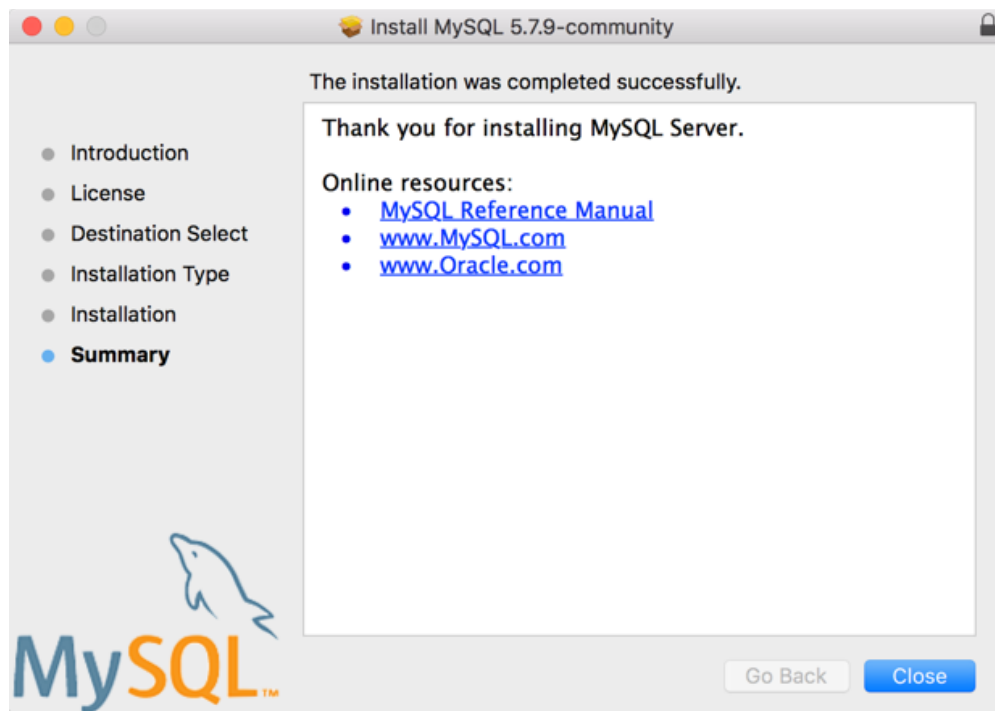 Install MySQL 5.7.9-community
The installation was completed successfully.
Introduction
License
Destination Select
Installation Type
Installation
Summary
Thank you for installing MySQL Server.
Online resources:
• MySQL Reference Manual
• www.MySQL.com
• www.Oracle.com
MySQL™
Go Back
Close